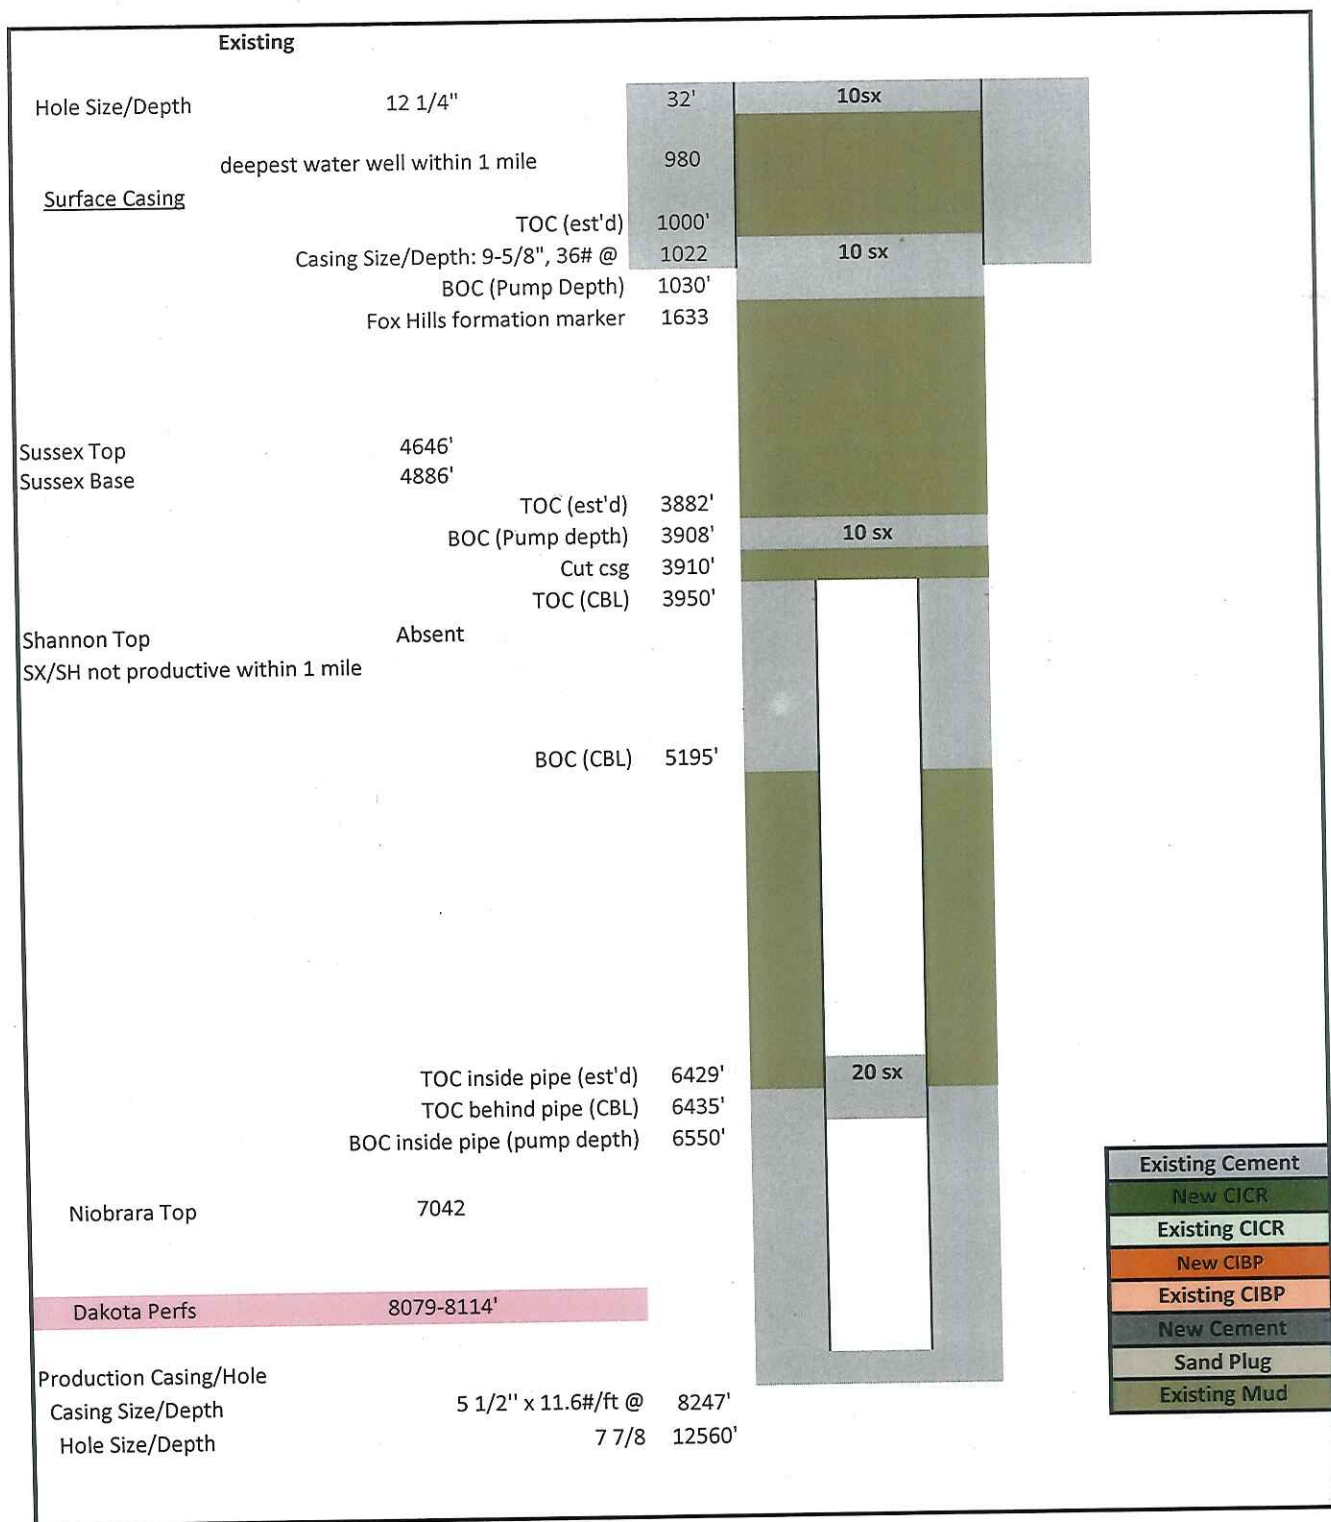 Existing
Hole Size/Depth 12 1/4" 32' 10sx
deepest water well within 1 mile 980
Surface Casing
TOC (est'd) 1000'
Casing Size/Depth: 9-5/8", 36# @ 1022 10 sx
BOC (Pump Depth) 1030'
Fox Hills formation marker 1633
Sussex Top 4646'
Sussex Base 4886'
TOC (est'd) 3882'
BOC (Pump depth) 3908' 10 sx
Cut csg 3910'
TOC (CBL) 3950'
Shannon Top Absent
SX/SH not productive within 1 mile
BOC (CBL) 5195'
TOC inside pipe (est'd) 6429' 20 sx
TOC behind pipe (CBL) 6435'
BOC inside pipe (pump depth) 6550'
Niobrara Top 7042
Dakota Perfs 8079-8114'
Production Casing/Hole
Casing Size/Depth 5 1/2" x 11.6#/ft @ 8247'
Hole Size/Depth 7 7/8 12560'
Existing Cement
New CICR
Existing CICR
New CIBP
Existing CIBP
New Cement
Sand Plug
Existing Mud